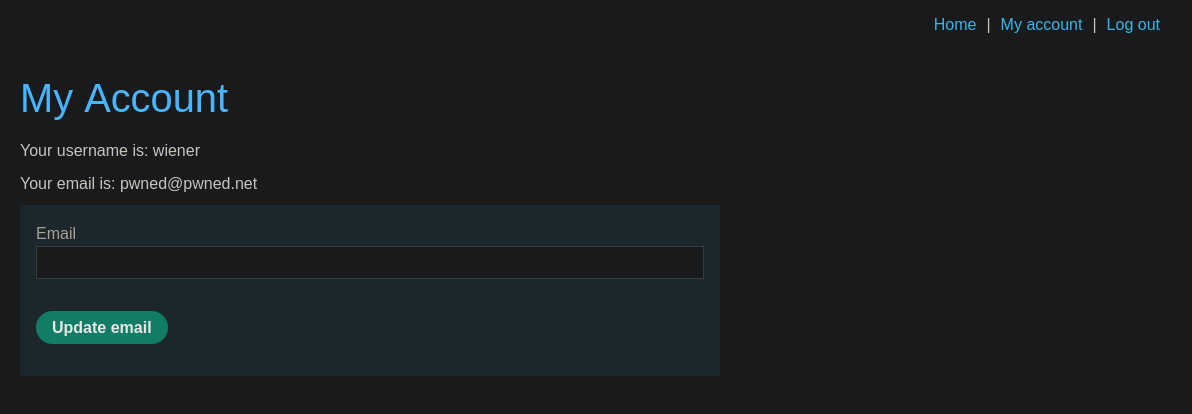 Home | My account | Log out
My Account
Your username is: wiener
Your email is: pwned@pwned.net
Email
Update email